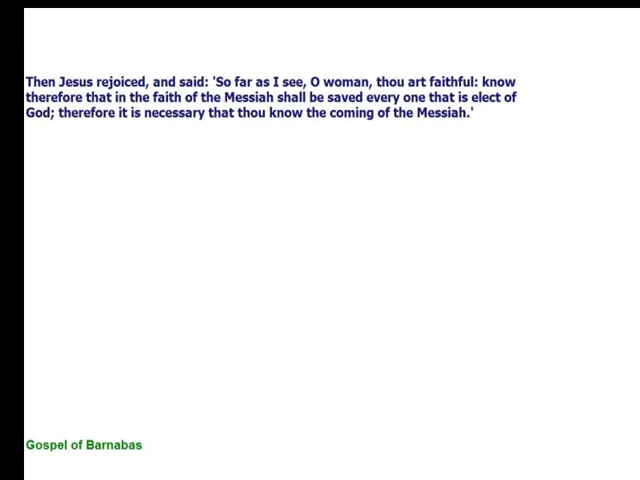 Then Jesus rejoiced, and said: 'So far as I see, O woman, thou art faithful: know
therefore that in the faith of the Messiah shall be saved every one that is elect of
God; therefore it is necessary that thou know the coming of the Messiah.'
Gospel of Barnabas